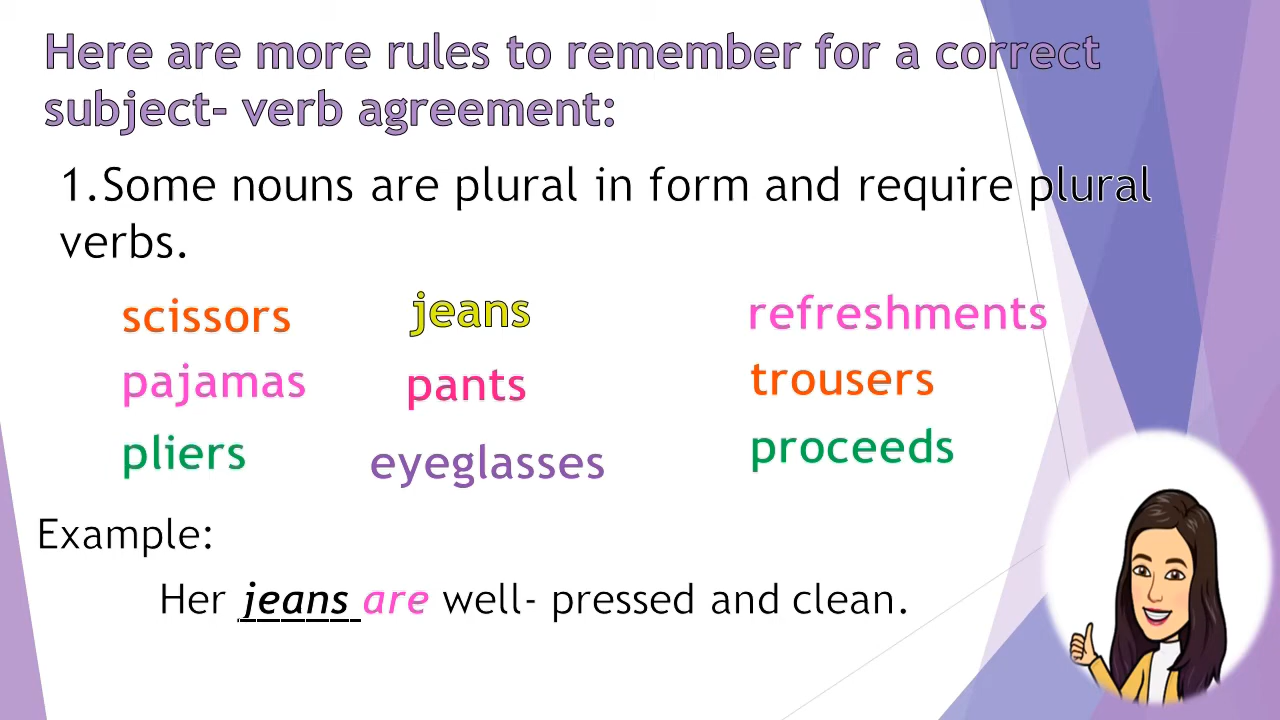 Here are more rules to remember for a correct
subject- verb agreement:
1.Some nouns are plural in form and require plural
verbs.
scissors jeans refreshments
pajamas pants trousers
pliers eyeglasses proceeds
Example:
Her jeans are well- pressed and clean.